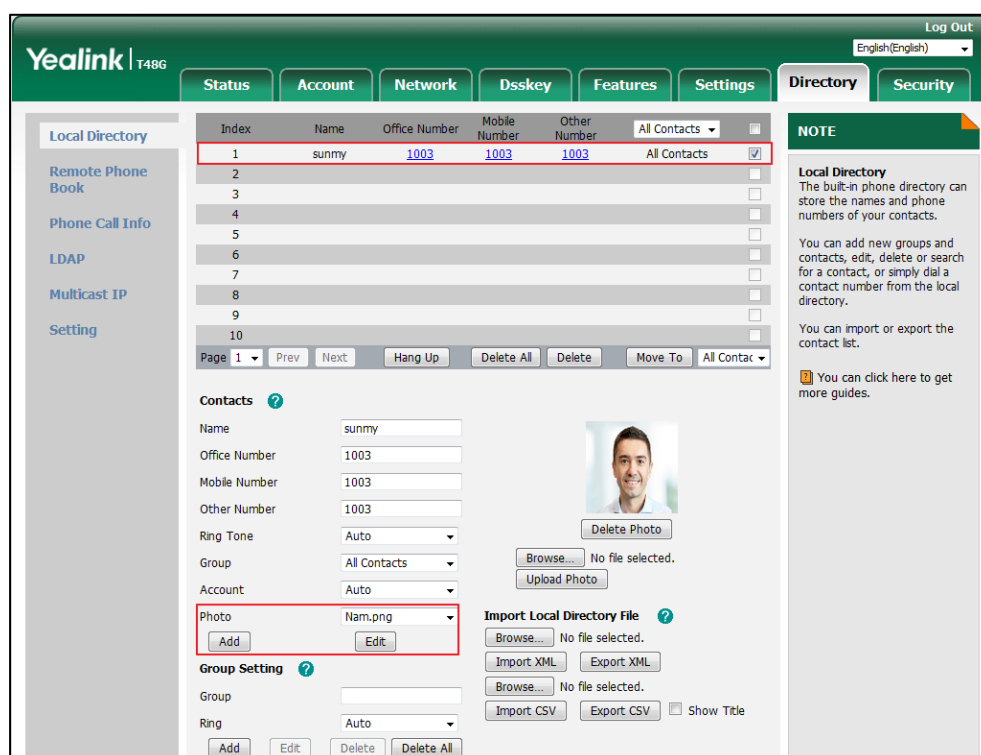 Log Out
Yealink T48G
English(English)
Status Account Network Dsskey Features Settings Directory Security
Local Directory
Remote Phone
Book
Phone Call Info
LDAP
Multicast IP
Setting
Index Name Office Number Mobile Number Other Number All Contacts
1 sunmy 1003 1003 1003 All Contacts
2
3
4
5
6
7
8
9
10
Page 1 Prev Next Hang Up Delete All Delete Move To All Contac
Contacts ?
Name sunmy
Office Number 1003
Mobile Number 1003
Other Number 1003
Ring Tone Auto
Group All Contacts
Account Auto
Photo Nam.png
Add Edit
Group Setting ?
Group
Ring Auto
Add Edit Delete Delete All
Delete Photo
Browse... No file selected.
Upload Photo
Import Local Directory File ?
Browse... No file selected.
Import XML Export XML
Browse... No file selected.
Import CSV Export CSV Show Title
NOTE
Local Directory
The built-in phone directory can
store the names and phone
numbers of your contacts.
You can add new groups and
contacts, edit, delete or search
for a contact, or simply dial a
contact number from the local
directory.
You can import or export the
contact list.
? You can click here to get
more guides.